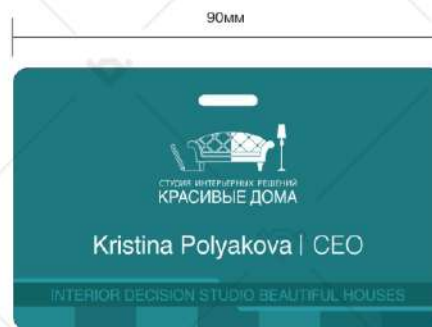 90мм
СТУДИЯ ИНТЕРЬЕРНЫХ РЕШЕНИЙ
КРАСИВЫЕ ДОМА
Kristina Polyakova | CEO
INTERIOR DECISION STUDIO BEAUTIFUL HOUSES